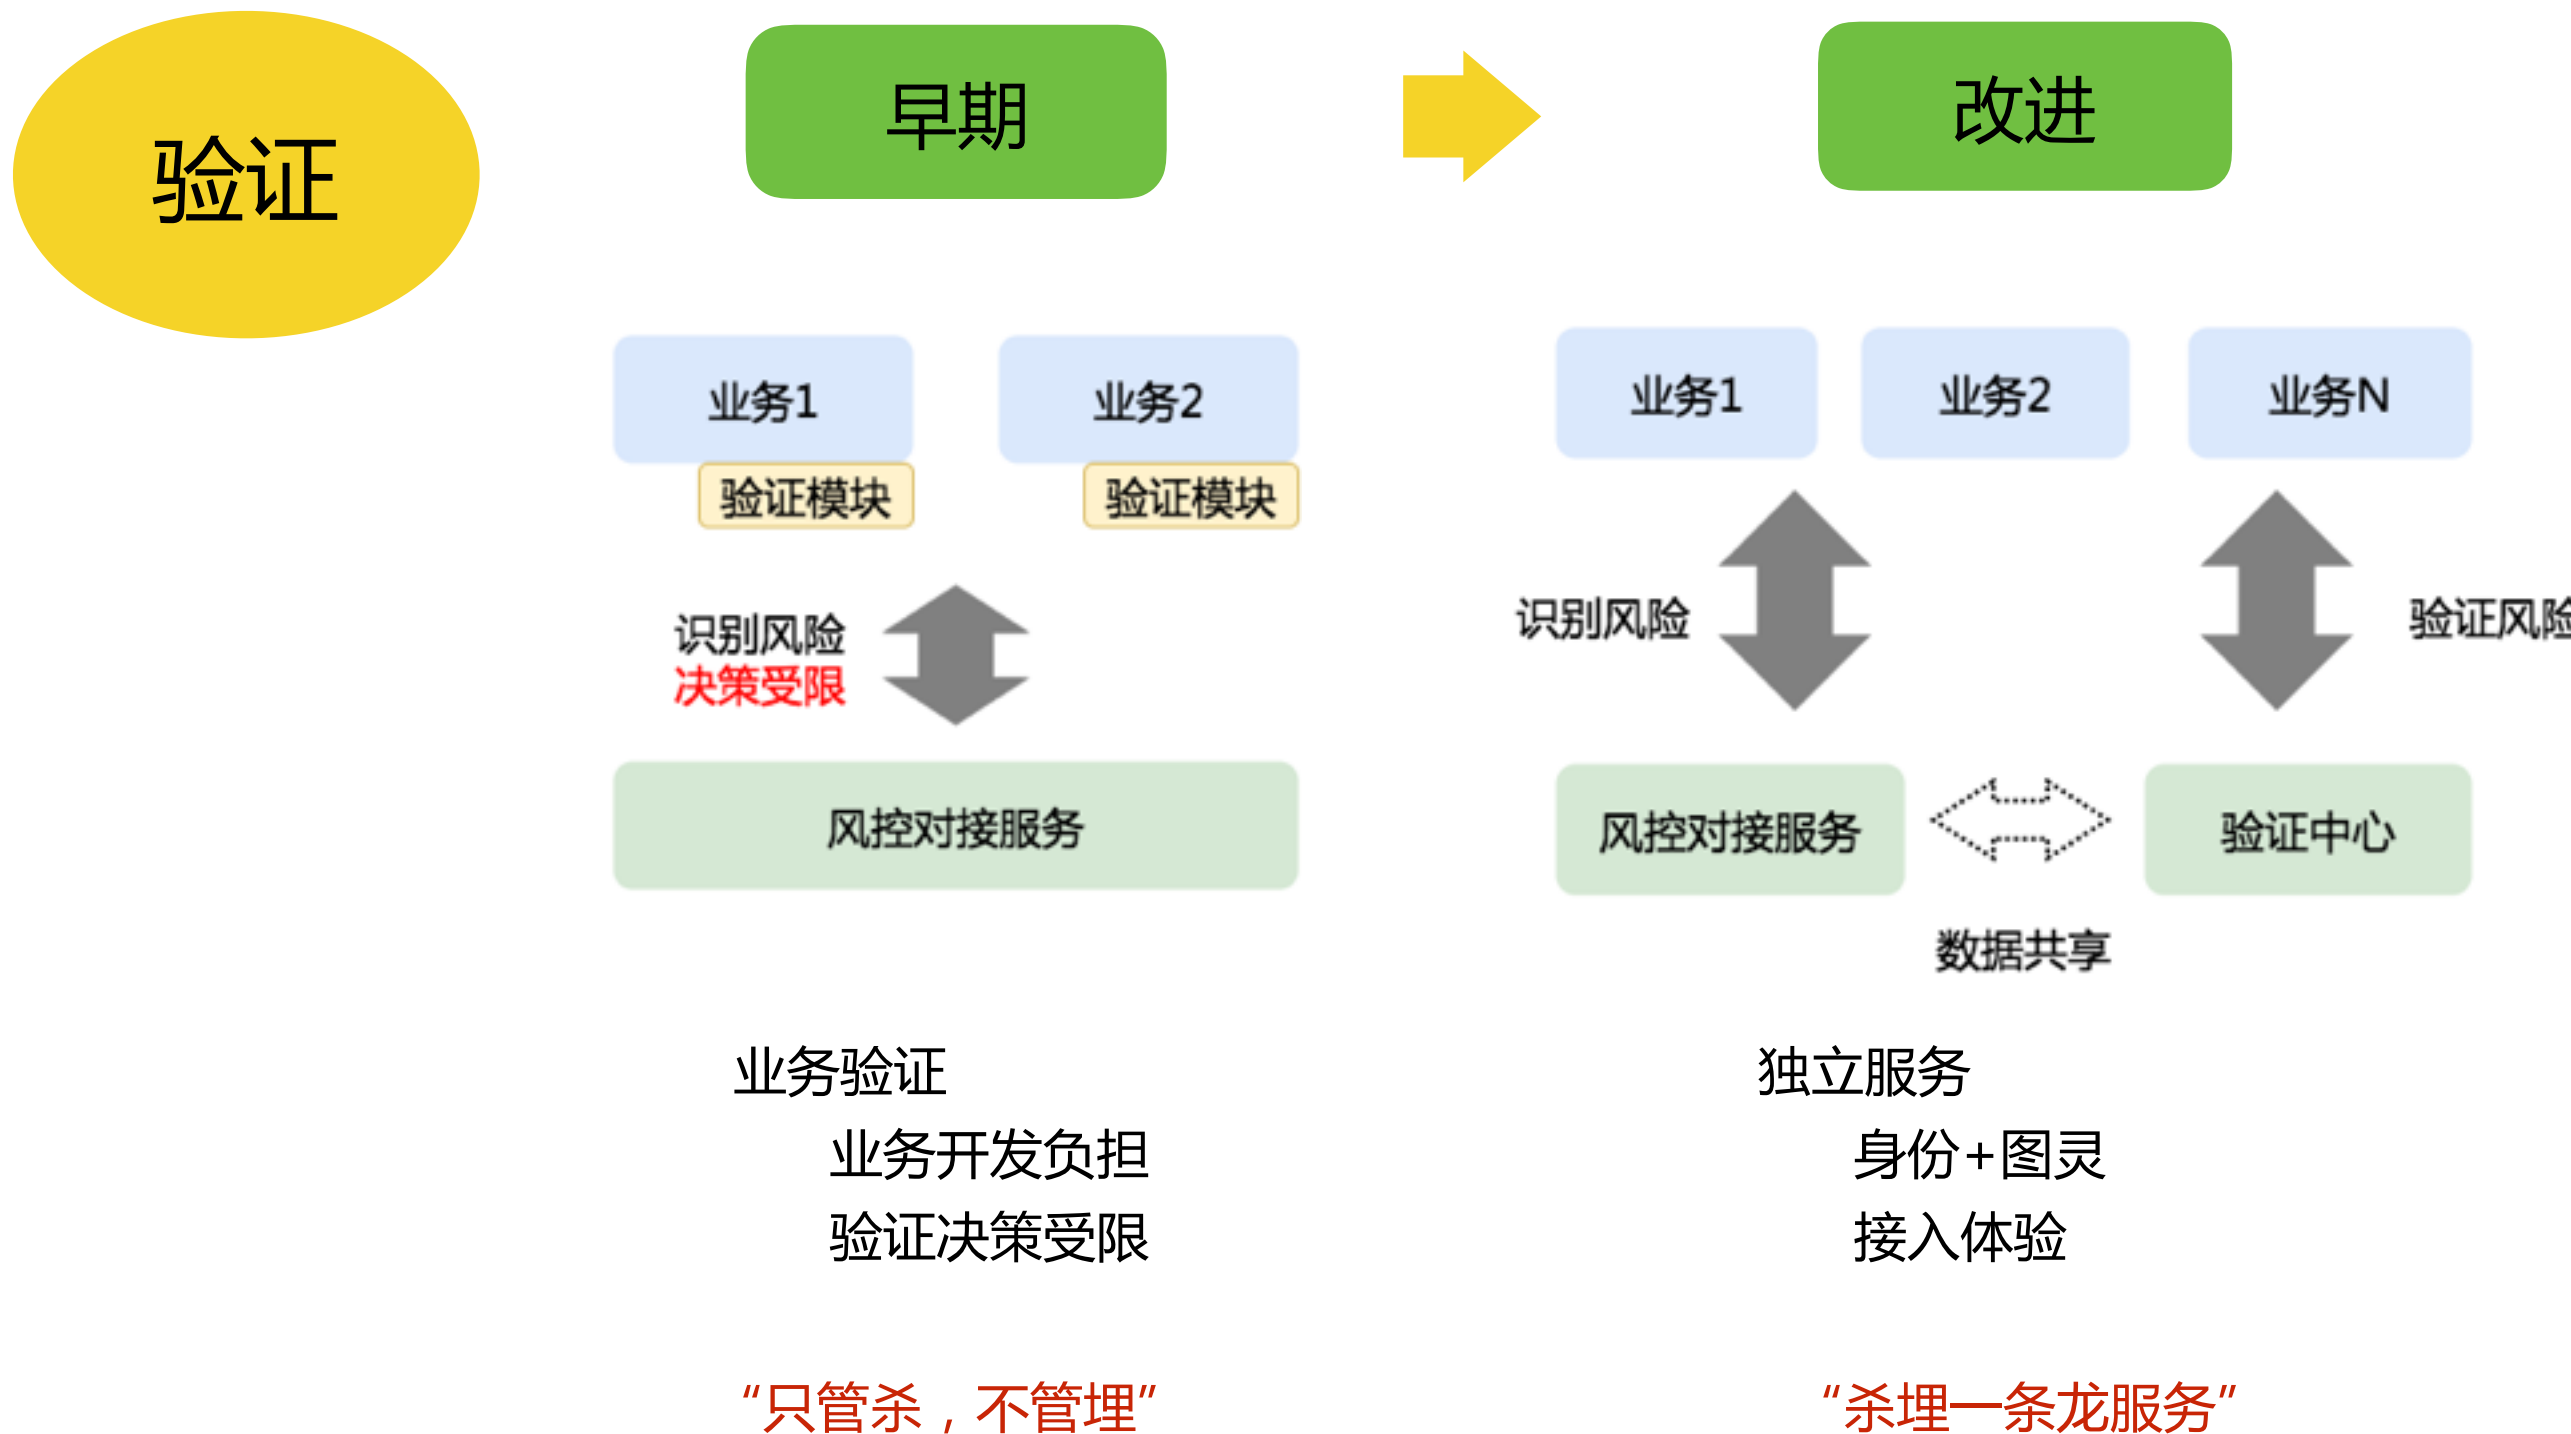 验证
早期
改进
业务1
业务2
验证模块
验证模块
识别风险
决策受限
风控对接服务
业务1
业务2
业务N
识别风险
验证风险
风控对接服务
验证中心
数据共享
业务验证
业务开发负担
验证决策受限
独立服务
身份+图灵
接入体验
“只管杀，不管埋”
“杀埋一条龙服务”